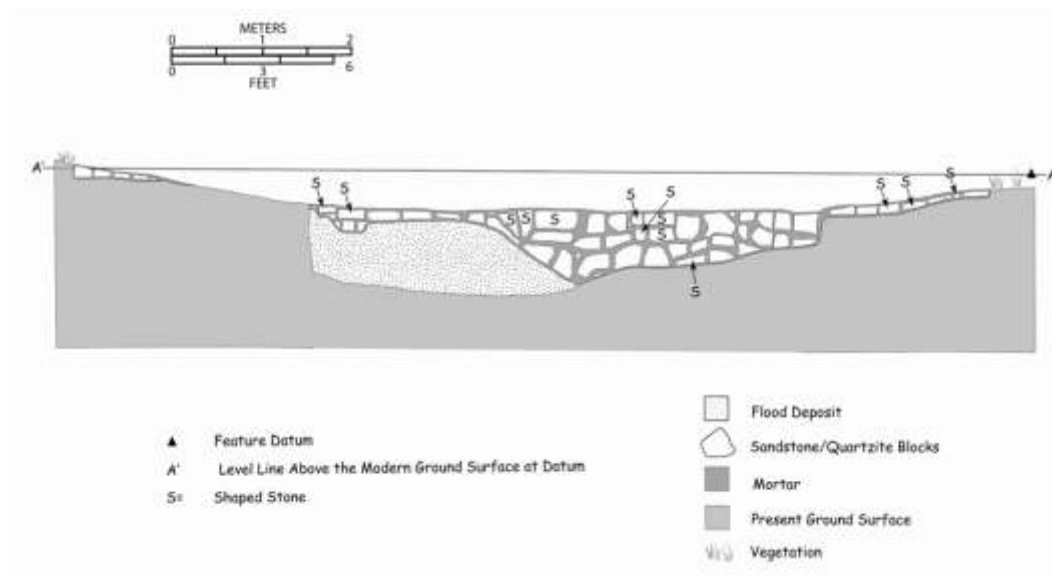 METERS
0 1 2
0 3 6
FEET
A'
A
S S S S S S S
S S S
S
S
▲ Feature Datum
A' Level Line Above the Modern Ground Surface at Datum
S= Shaped Stone
Flood Deposit
Sandstone/Quartzite Blocks
Mortar
Present Ground Surface
Vegetation